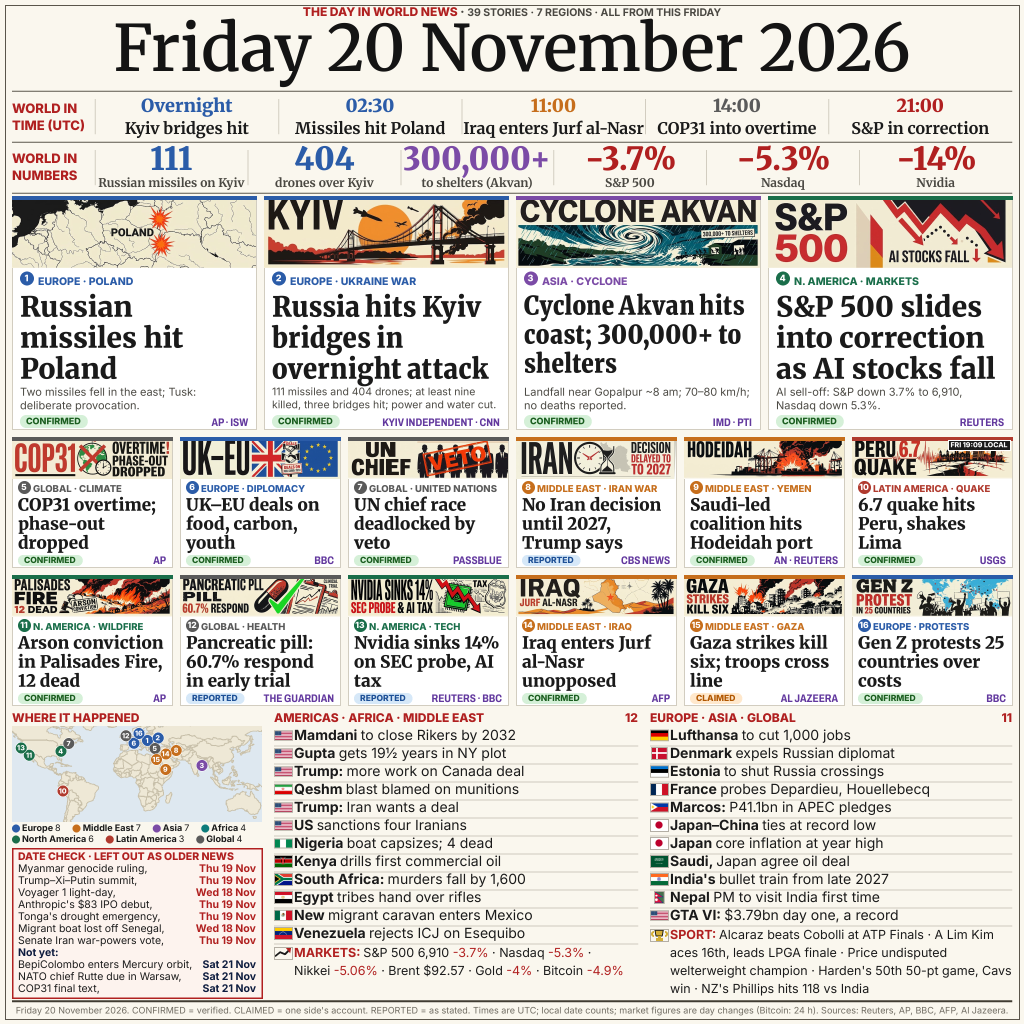 THE DAY IN WORLD NEWS · 39 STORIES · 7 REGIONS · ALL FROM THIS FRIDAY
Friday 20 November 2026
WORLD IN
TIME (UTC)
Overnight
Kyiv bridges hit
02:30
Missiles hit Poland
11:00
Iraq enters Jurf al-Nasr
14:00
COP31 into overtime
21:00
S&P in correction
WORLD IN
NUMBERS
111
Russian missiles on Kyiv
404
drones over Kyiv
300,000+
to shelters (Akvan)
−3.7%
S&P 500
−5.3%
Nasdaq
−14%
Nvidia
POLAND
1 EUROPE · POLAND
Russian
missiles hit
Poland
Two missiles fell in the east; Tusk:
deliberate provocation.
CONFIRMED
AP · ISW
KYIV
2 EUROPE · UKRAINE WAR
Russia hits Kyiv
bridges in
overnight attack
111 missiles and 404 drones; at least nine
killed, three bridges hit; power and water cut.
CONFIRMED
KYIV INDEPENDENT · CNN
CYCLONE AKVAN
300,000+ TO SHELTERS
3 ASIA · CYCLONE
Cyclone Akvan hits
coast; 300,000+ to
shelters
Landfall near Gopalpur ~8 am; 70–80 km/h;
no deaths reported.
CONFIRMED
IMD · PTI
S&P
500
AI STOCKS FALL ↓
4 N. AMERICA · MARKETS
S&P 500 slides
into correction
as AI stocks fall
AI sell-off: S&P down 3.7% to 6,910,
Nasdaq down 5.3%.
CONFIRMED
REUTERS
COP31
OVERTIME!
PHASE-OUT
DROPPED
5 GLOBAL · CLIMATE
COP31 overtime;
phase-out
dropped
CONFIRMED
AP
UK–EU
6 EUROPE · DIPLOMACY
UK–EU deals on
food, carbon,
youth
CONFIRMED
BBC
UN
CHIEF
VETO
7 GLOBAL · UNITED NATIONS
UN chief race
deadlocked by
veto
CONFIRMED
PASSBLUE
IRAN
DECISION
DELAYED TO
TO 2027
8 MIDDLE EAST · IRAN WAR
No Iran decision
until 2027,
Trump says
REPORTED
CBS NEWS
HODEIDAH
9 MIDDLE EAST · YEMEN
Saudi-led
coalition hits
Hodeidah port
CONFIRMED
AN · REUTERS
PERU 6.7
QUAKE
FRI 19:09 LOCAL
10 LATIN AMERICA · QUAKE
6.7 quake hits
Peru, shakes
Lima
CONFIRMED
USGS
PALISADES
FIRE
12 DEAD
ARSON
CONVICTION
11 N. AMERICA · WILDFIRE
Arson conviction
in Palisades Fire,
12 dead
CONFIRMED
AP
PANCREATIC PILL
PILL
60.7% RESPOND
12 GLOBAL · HEALTH
Pancreatic pill:
60.7% respond
in early trial
REPORTED
THE GUARDIAN
NVIDIA SINKS 14%
SEC PROBE & AI TAX
TAX
13 N. AMERICA · TECH
Nvidia sinks 14%
on SEC probe, AI
tax
REPORTED
REUTERS · BBC
IRAQ
JURF AL-NASR
14 MIDDLE EAST · IRAQ
Iraq enters Jurf
al-Nasr
unopposed
CONFIRMED
AFP
GAZA
STRIKES
KILL SIX
15 MIDDLE EAST · GAZA
Gaza strikes kill
six; troops cross
line
CLAIMED
AL JAZEERA
GEN Z
PROTEST
IN 25 COUNTRIES
16 EUROPE · PROTESTS
Gen Z protests 25
countries over
costs
CONFIRMED
BBC
WHERE IT HAPPENED
13
11
4
7
10
12
16
6
1
2
5
14
8
15
9
3
Europe 8
Middle East 7
Asia 7
Africa 4
North America 6
Latin America 3
Global 4
DATE CHECK · LEFT OUT AS OLDER NEWS
Myanmar genocide ruling, Thu 19 Nov
Trump–Xi–Putin summit, Thu 19 Nov
Voyager 1 light-day, Wed 18 Nov
Anthropic's $83 IPO debut, Thu 19 Nov
Tonga's drought emergency, Thu 19 Nov
Migrant boat lost off Senegal, Wed 18 Nov
Senate Iran war-powers vote, Thu 19 Nov
Not yet:
BepiColombo enters Mercury orbit, Sat 21 Nov
NATO chief Rutte due in Warsaw, Sat 21 Nov
COP31 final text, Sat 21 Nov
AMERICAS · AFRICA · MIDDLE EAST 12
Mamdani to close Rikers by 2032
Gupta gets 19½ years in NY plot
Trump: more work on Canada deal
Qeshm blast blamed on munitions
Trump: Iran wants a deal
US sanctions four Iranians
Nigeria boat capsizes; 4 dead
Kenya drills first commercial oil
South Africa: murders fall by 1,600
Egypt tribes hand over rifles
New migrant caravan enters Mexico
Venezuela rejects ICJ on Esequibo
MARKETS: S&P 500 6,910 -3.7% · Nasdaq -5.3% ·
Nikkei -5.06% · Brent $92.57 · Gold -4% · Bitcoin -4.9%
EUROPE · ASIA · GLOBAL 11
Lufthansa to cut 1,000 jobs
Denmark expels Russian diplomat
Estonia to shut Russia crossings
France probes Depardieu, Houellebecq
Marcos: P41.1bn in APEC pledges
Japan–China ties at record low
Japan core inflation at year high
Saudi, Japan agree oil deal
India's bullet train from late 2027
Nepal PM to visit India first time
GTA VI: $3.79bn day one, a record
SPORT: Alcaraz beats Cobolli at ATP Finals · A Lim Kim
aces 16th, leads LPGA finale · Price undisputed
welterweight champion · Harden's 50th 50-pt game, Cavs
win · NZ's Phillips hits 118 vs India
Friday 20 November 2026. CONFIRMED = verified. CLAIMED = one side's account. REPORTED = as stated. Times are UTC; local date counts; market figures are day changes (Bitcoin: 24 h). Sources: Reuters, AP, BBC, AFP, Al Jazeera.